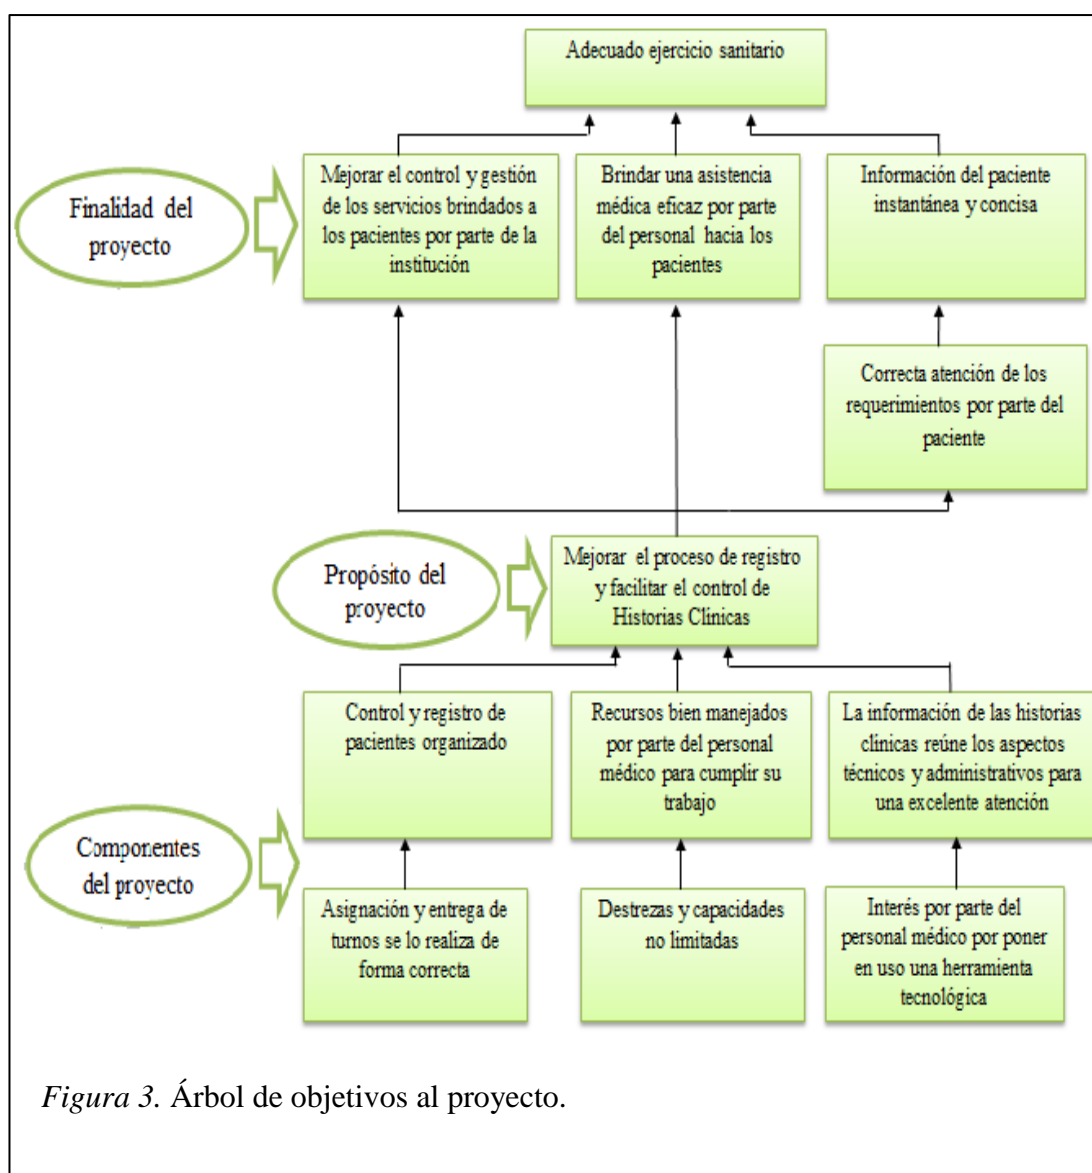 Adecuado ejercicio sanitario
Finalidad del
proyecto
Mejorar el control y gestión
de los servicios brindados a
los pacientes por parte de la
institución
Brindar una asistencia
médica eficaz por parte
del personal hacia los
pacientes
Información del paciente
instantánea y concisa
Correcta atención de los
requerimientos por parte del
paciente
Propósito del
proyecto
Mejorar el proceso de registro
y facilitar el control de
Historias Clínicas
Control y registro de
pacientes organizado
Recursos bien manejados
por parte del personal
médico para cumplir su
trabajo
La información de las historias
clínicas reúne los aspectos
técnicos y administrativos para
una excelente atención
Componentes
del proyecto
Asignación y entrega de
turnos se lo realiza de
forma correcta
Destrezas y capacidades
no limitadas
Interés por parte del
personal médico por poner
en uso una herramienta
tecnológica
Figura 3. Árbol de objetivos al proyecto.